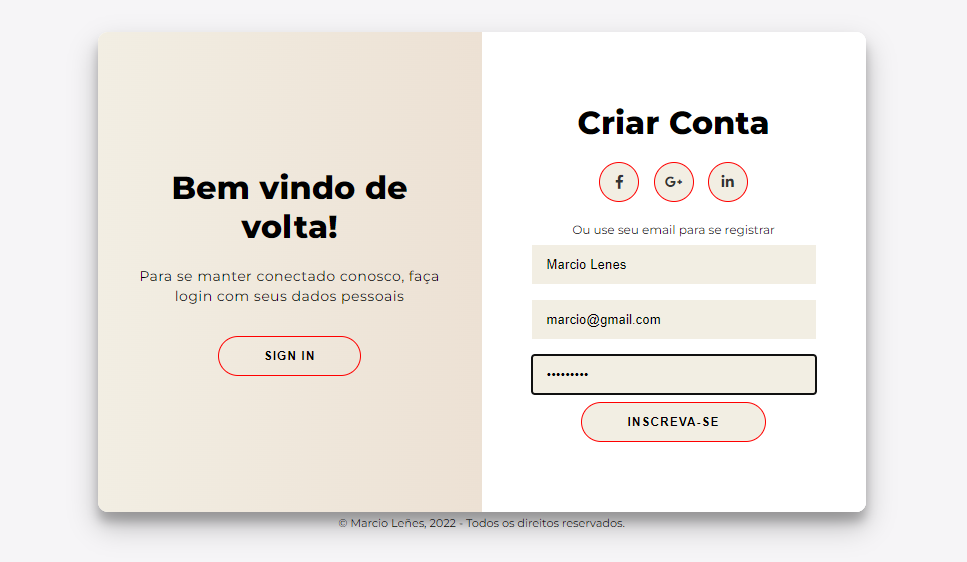 Bem vindo de
volta!
Para se manter conectado conosco, faça
login com seus dados pessoais
SIGN IN
Criar Conta
f
G+
in
Ou use seu email para se registrar
Marcio Lenes
marcio@gmail.com
•••••••••
INSCREVA-SE
© Marcio Leñes, 2022 - Todos os direitos reservados.